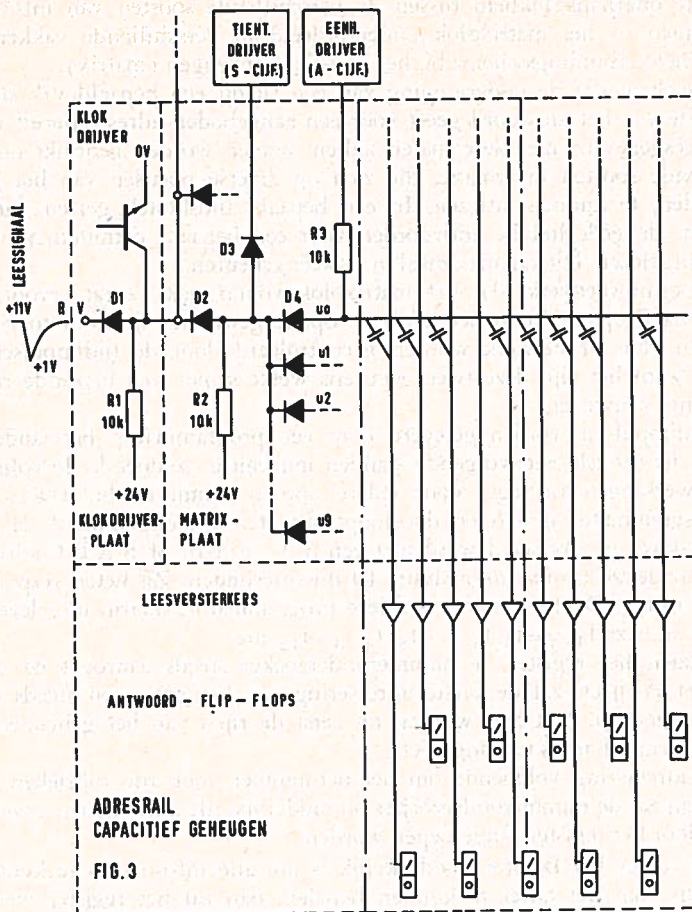 TIENT.
DRIJVER
(S-CIJF.)
EENH.
DRIJVER
(A-CIJF.)
KLOK
DRIJVER
0V
LEESSIGNAAL
+11V
+1V
R
V
D1
D2
D3
D4
R3
10k
u0
u1
u2
u9
R1
10k
R2
10k
+24V
+24V
KLOKDRIJVER-
PLAAT
MATRIX-
PLAAT
LEESVERSTERKERS
ANTWOORD - FLIP - FLOPS
ADRESRAIL
CAPACITIEF GEHEUGEN
FIG.3